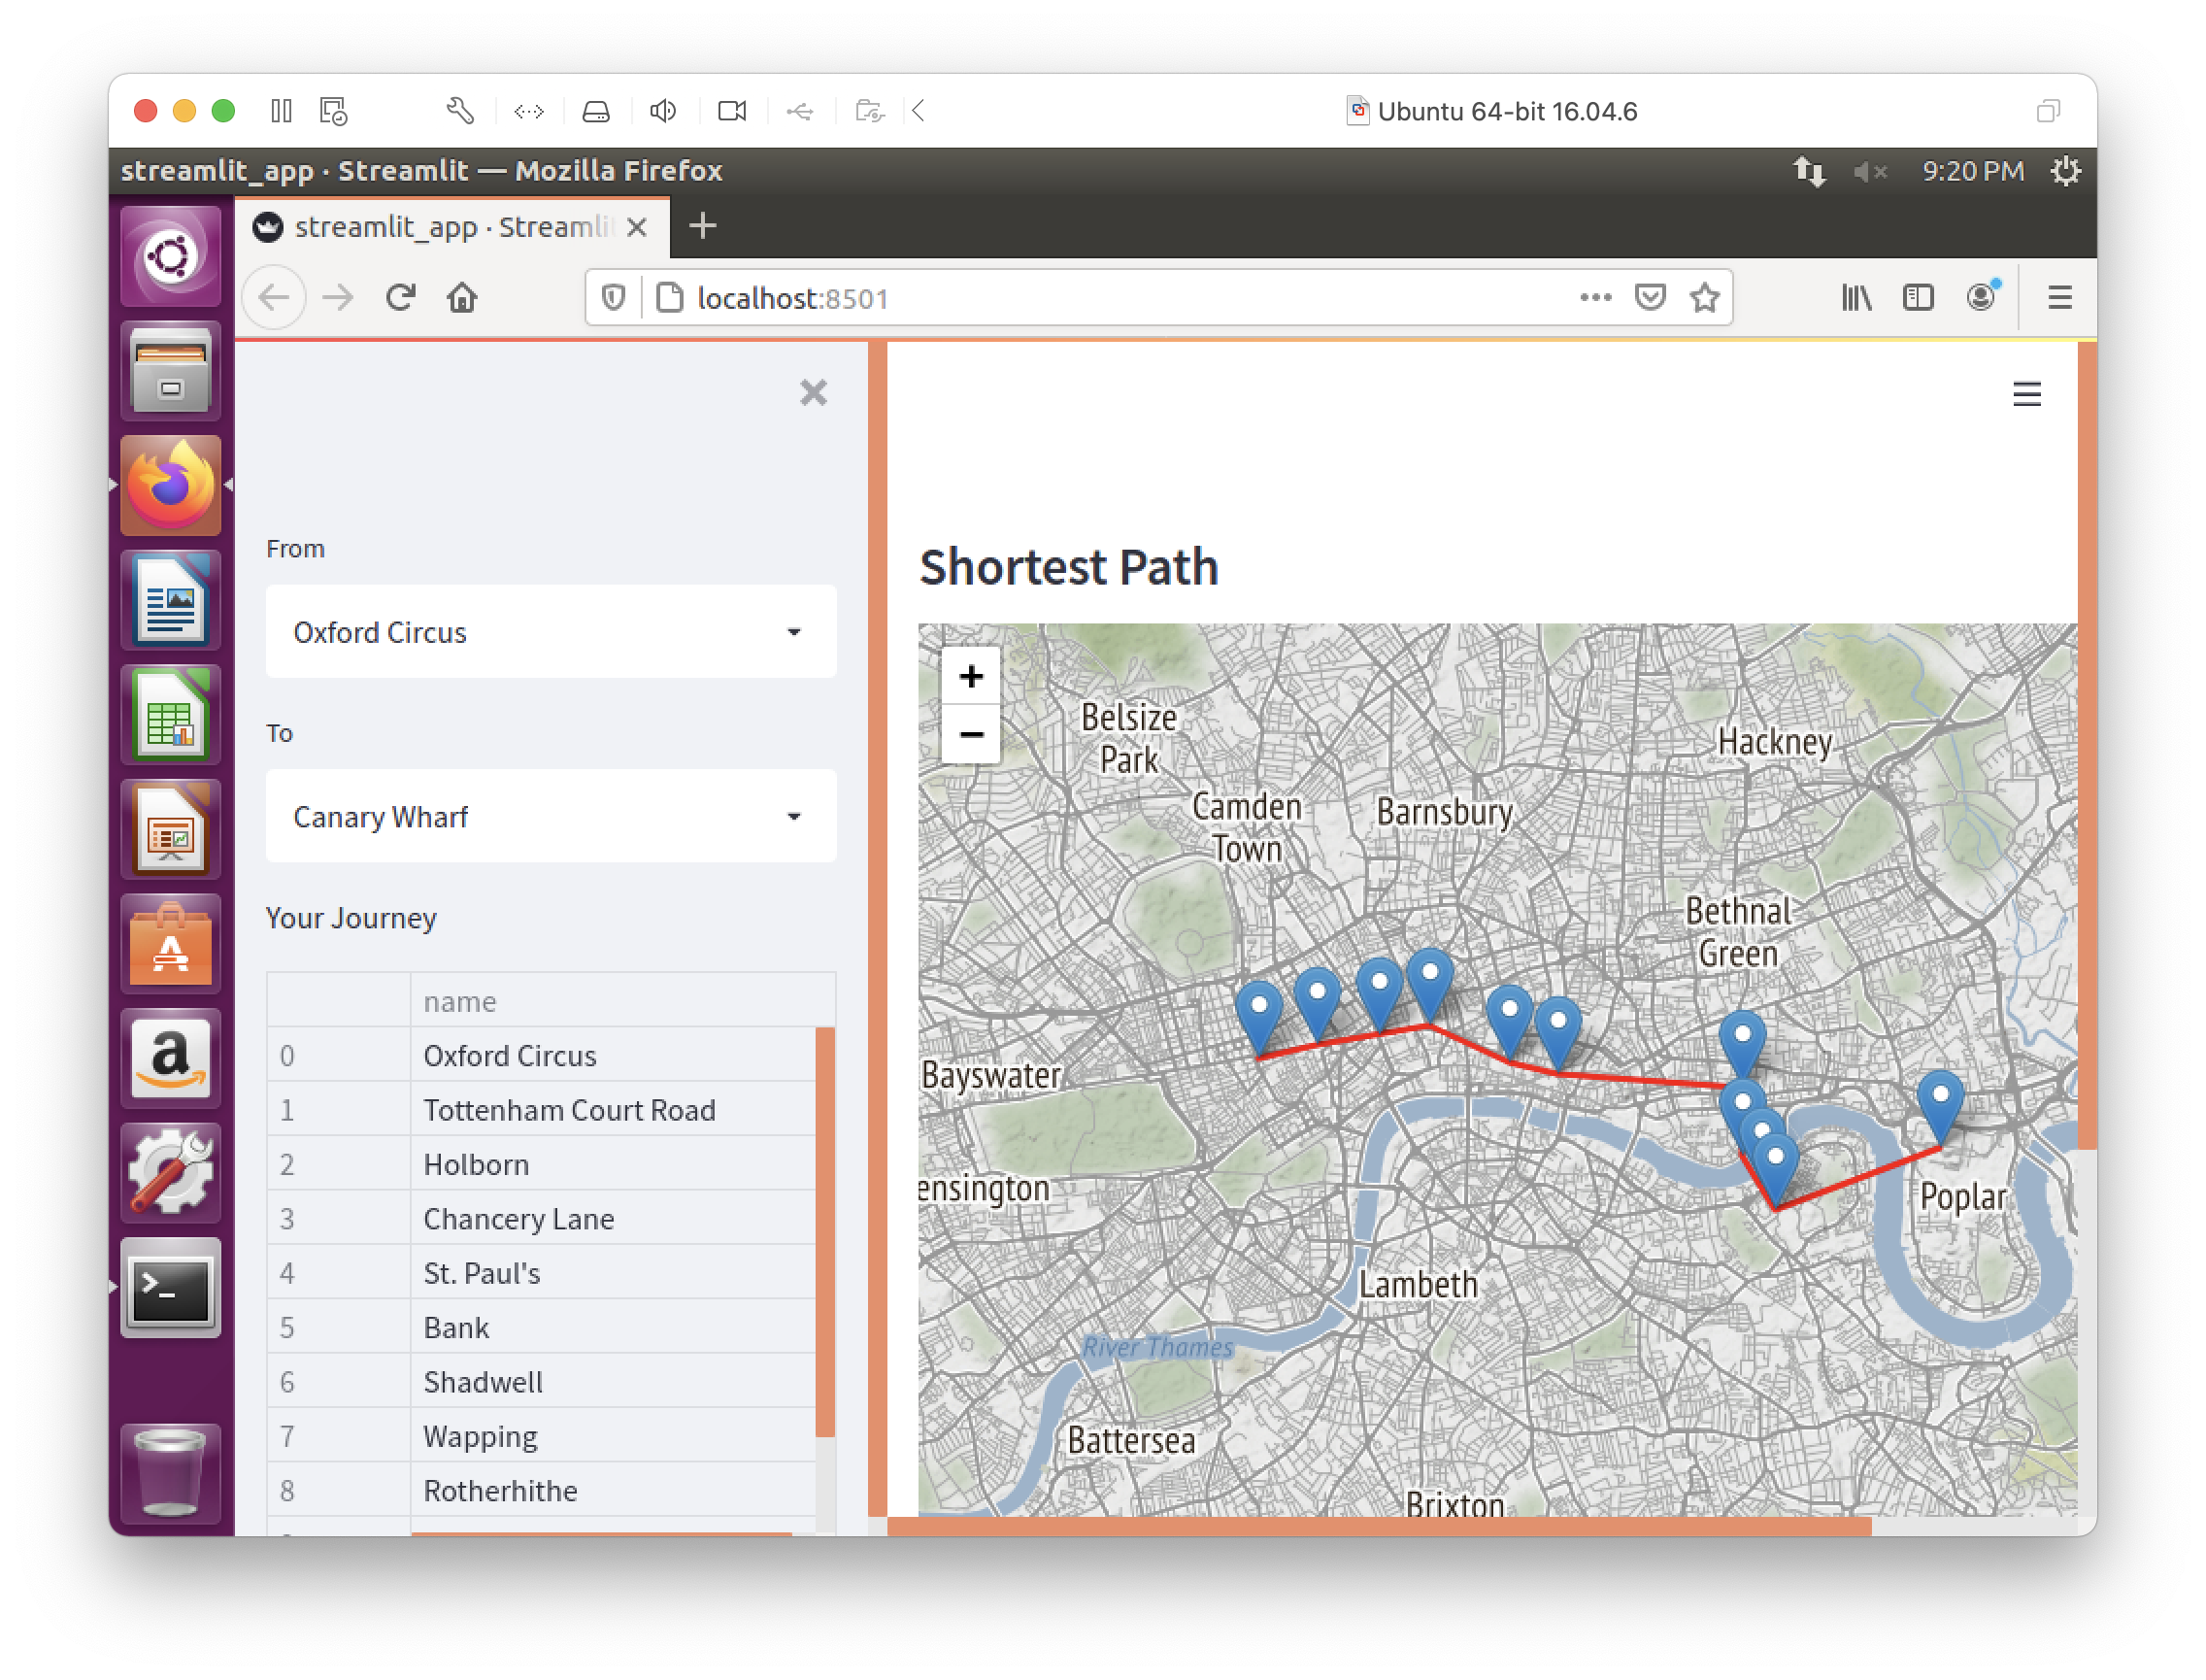 Ubuntu 64-bit 16.04.6
streamlit_app · Streamlit — Mozilla Firefox
9:20 PM
streamlit_app · Streamli
localhost:8501
From
Oxford Circus
To
Canary Wharf
Your Journey
name
0 Oxford Circus
1 Tottenham Court Road
2 Holborn
3 Chancery Lane
4 St. Paul's
5 Bank
6 Shadwell
7 Wapping
8 Rotherhithe
Shortest Path
+
−
Belsize
Park
Hackney
Camden
Town
Barnsbury
Bethnal
Green
Bayswater
ensington
Poplar
Lambeth
River Thames
Battersea
Brixton